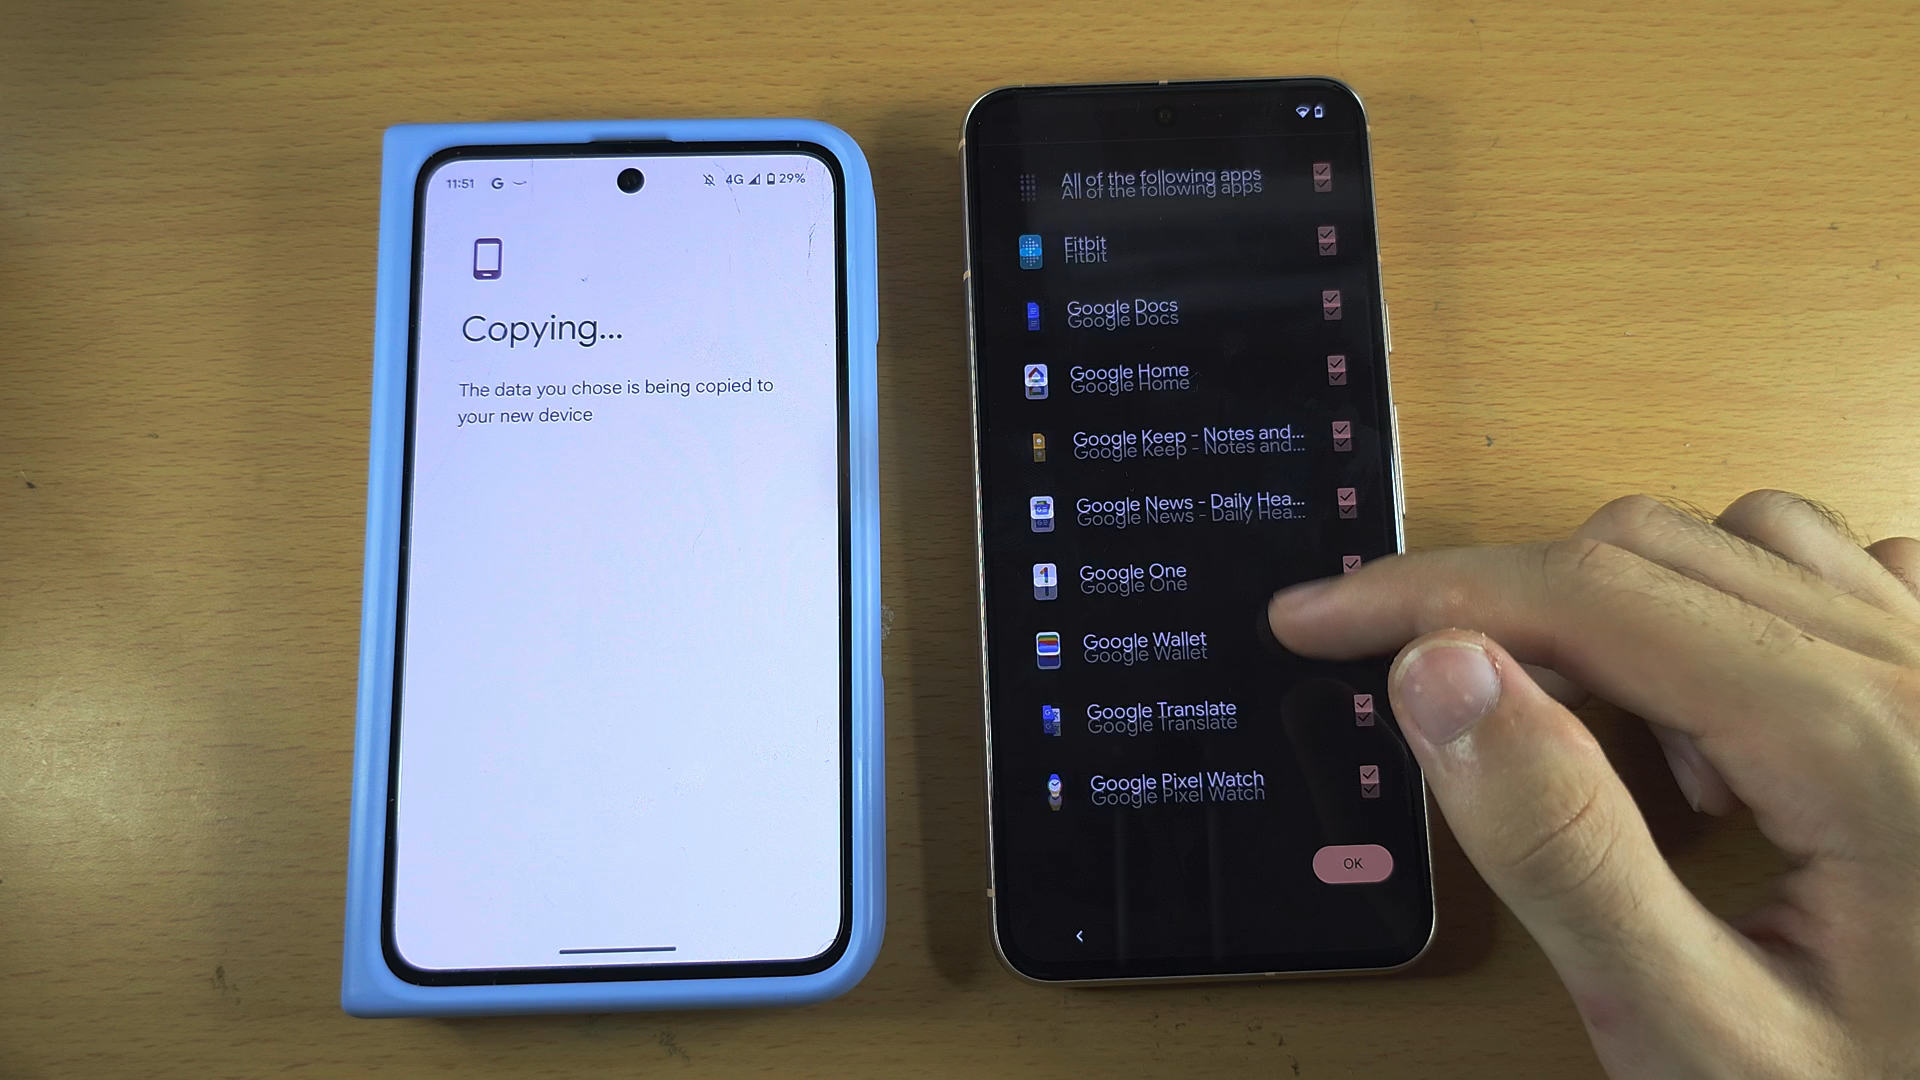 11:51 G 4G 29%
Copying...
The data you chose is being copied to
your new device
All of the following apps
Fitbit
Google Docs
Google Home
Google Keep - Notes and...
Google News - Daily Hea...
Google One
Google Wallet
Google Translate
Google Pixel Watch
OK